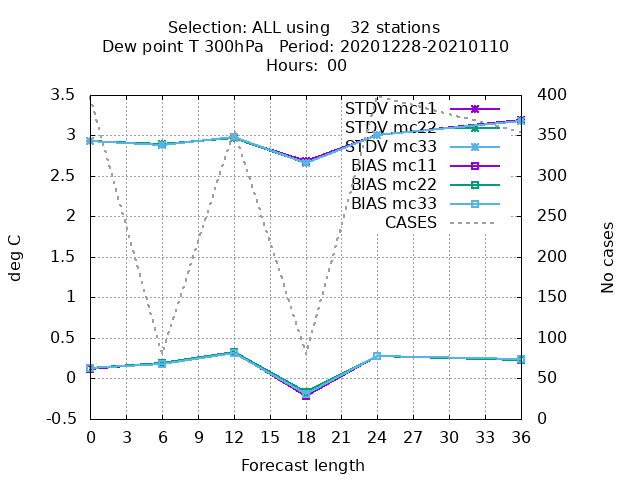 Selection: ALL using    32 stations
Dew point T 300hPa   Period: 20201228-20210110
Hours:  00
3.5
3
2.5
2
1.5
1
0.5
0
-0.5
deg C
STDV mc11
STDV mc22
STDV mc33
BIAS mc11
BIAS mc22
BIAS mc33
CASES
400
350
300
250
200
150
100
50
0
No cases
0 3 6 9 12 15 18 21 24 27 30 33 36
Forecast length